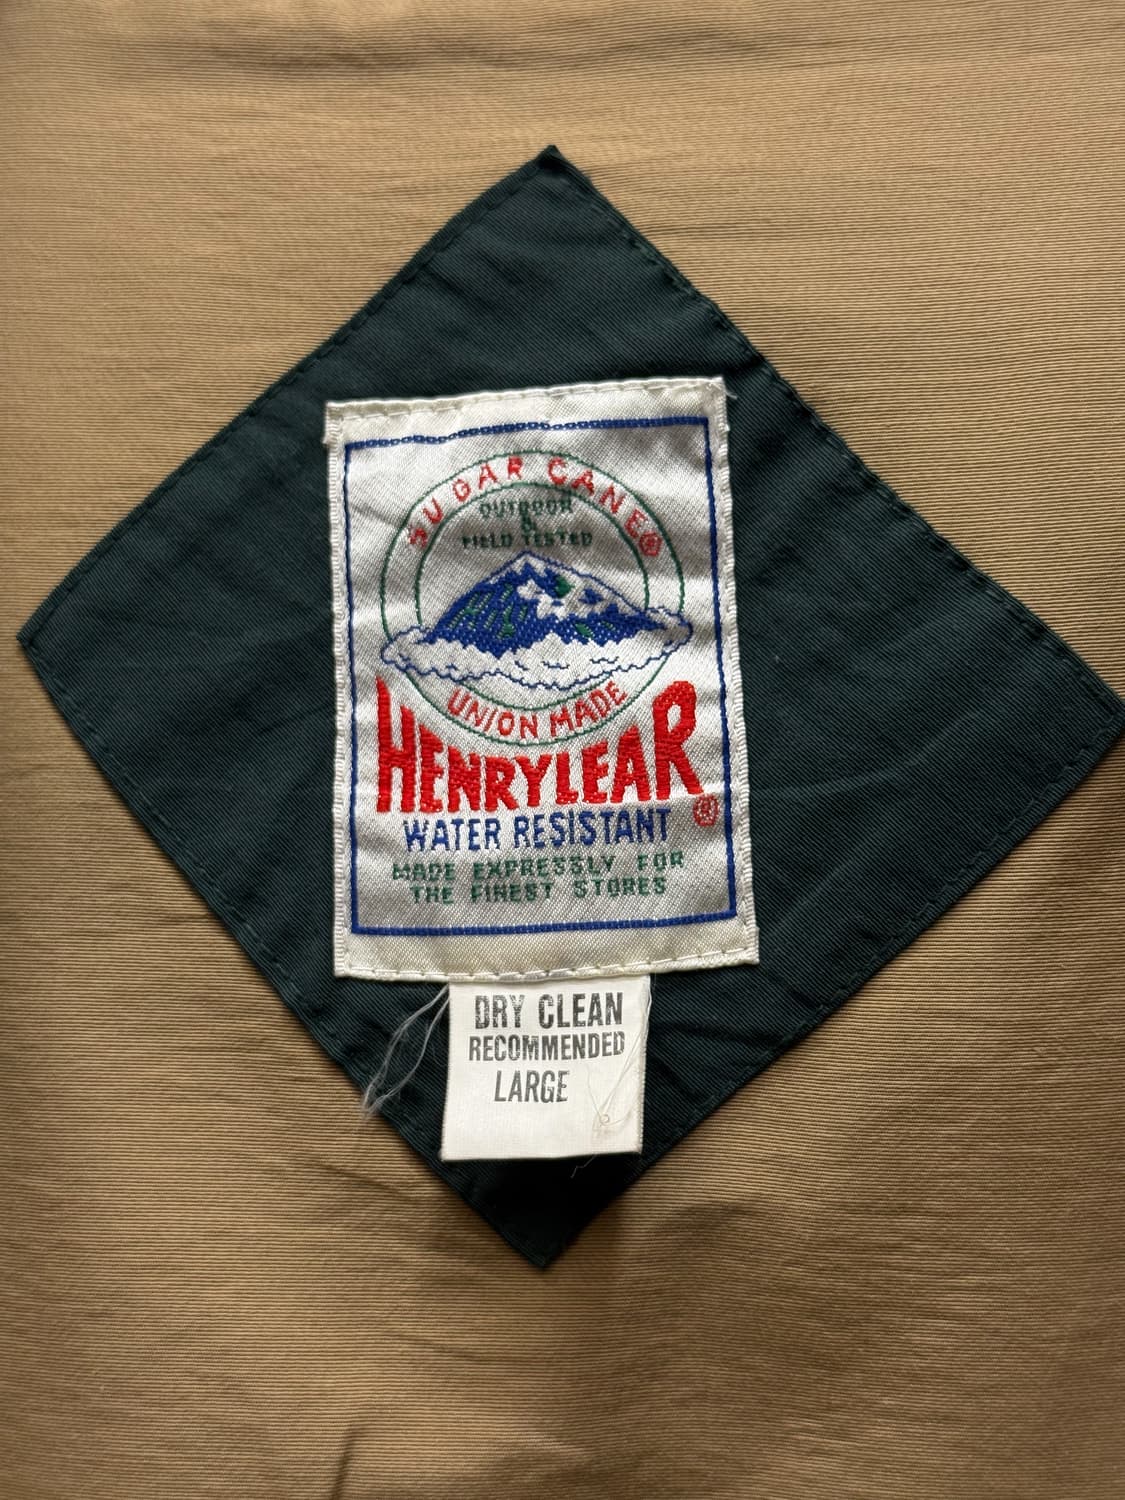 SUGAR CANE®
OUTDOOR
&
FIELD TESTED
UNION MADE
HENRYLEAR®
WATER RESISTANT
MADE EXPRESSLY FOR
THE FINEST STORES
DRY CLEAN
RECOMMENDED
LARGE